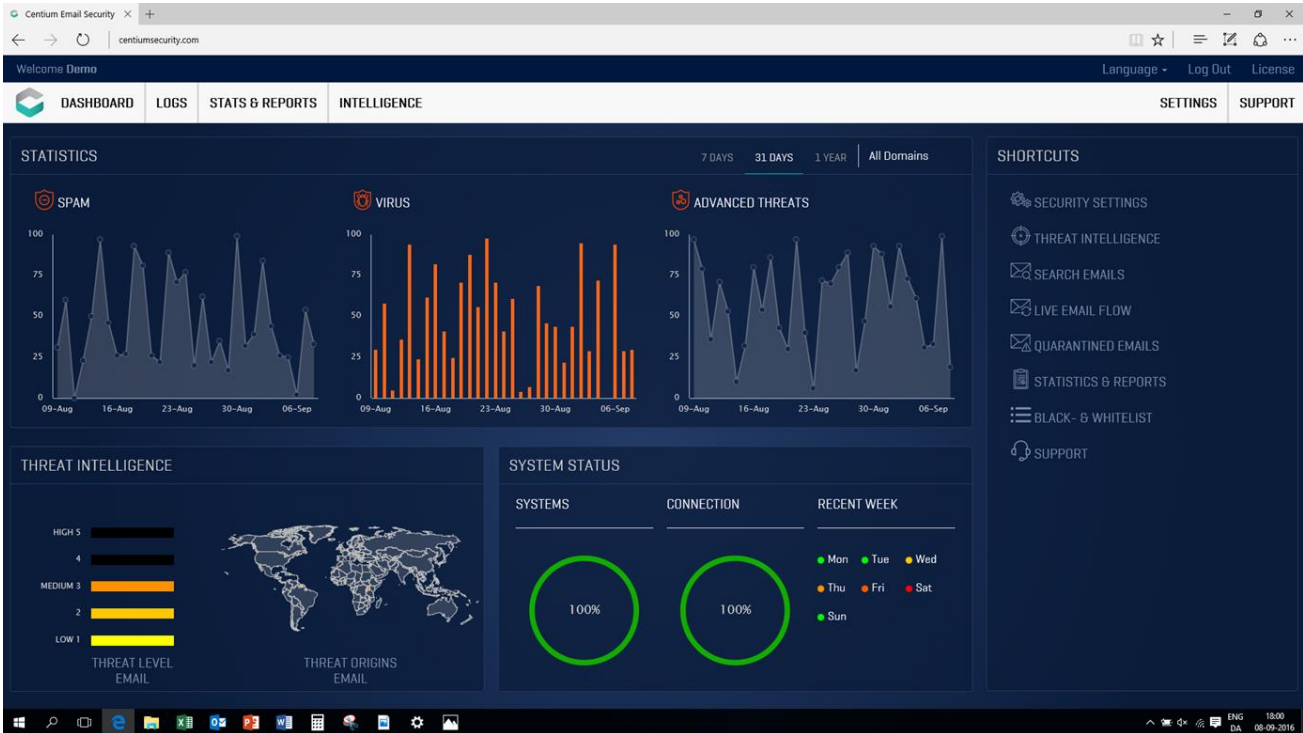 Centium Email Security
centiumsecurity.com
Welcome Demo
Language
Log Out
License
DASHBOARD
LOGS
STATS & REPORTS
INTELLIGENCE
SETTINGS
SUPPORT
STATISTICS
7 DAYS
31 DAYS
1 YEAR
All Domains
SPAM
100
75
50
25
0
09-Aug
16-Aug
23-Aug
30-Aug
06-Sep
VIRUS
100
75
50
25
0
09-Aug
16-Aug
23-Aug
30-Aug
06-Sep
ADVANCED THREATS
100
75
50
25
0
09-Aug
16-Aug
23-Aug
30-Aug
06-Sep
SHORTCUTS
SECURITY SETTINGS
THREAT INTELLIGENCE
SEARCH EMAILS
LIVE EMAIL FLOW
QUARANTINED EMAILS
STATISTICS & REPORTS
BLACK- & WHITELIST
SUPPORT
THREAT INTELLIGENCE
HIGH 5
4
MEDIUM 3
2
LOW 1
THREAT LEVEL
EMAIL
THREAT ORIGINS
EMAIL
SYSTEM STATUS
SYSTEMS
100%
CONNECTION
100%
RECENT WEEK
Mon
Tue
Wed
Thu
Fri
Sat
Sun
ENG
DA
18:00
08-09-2016